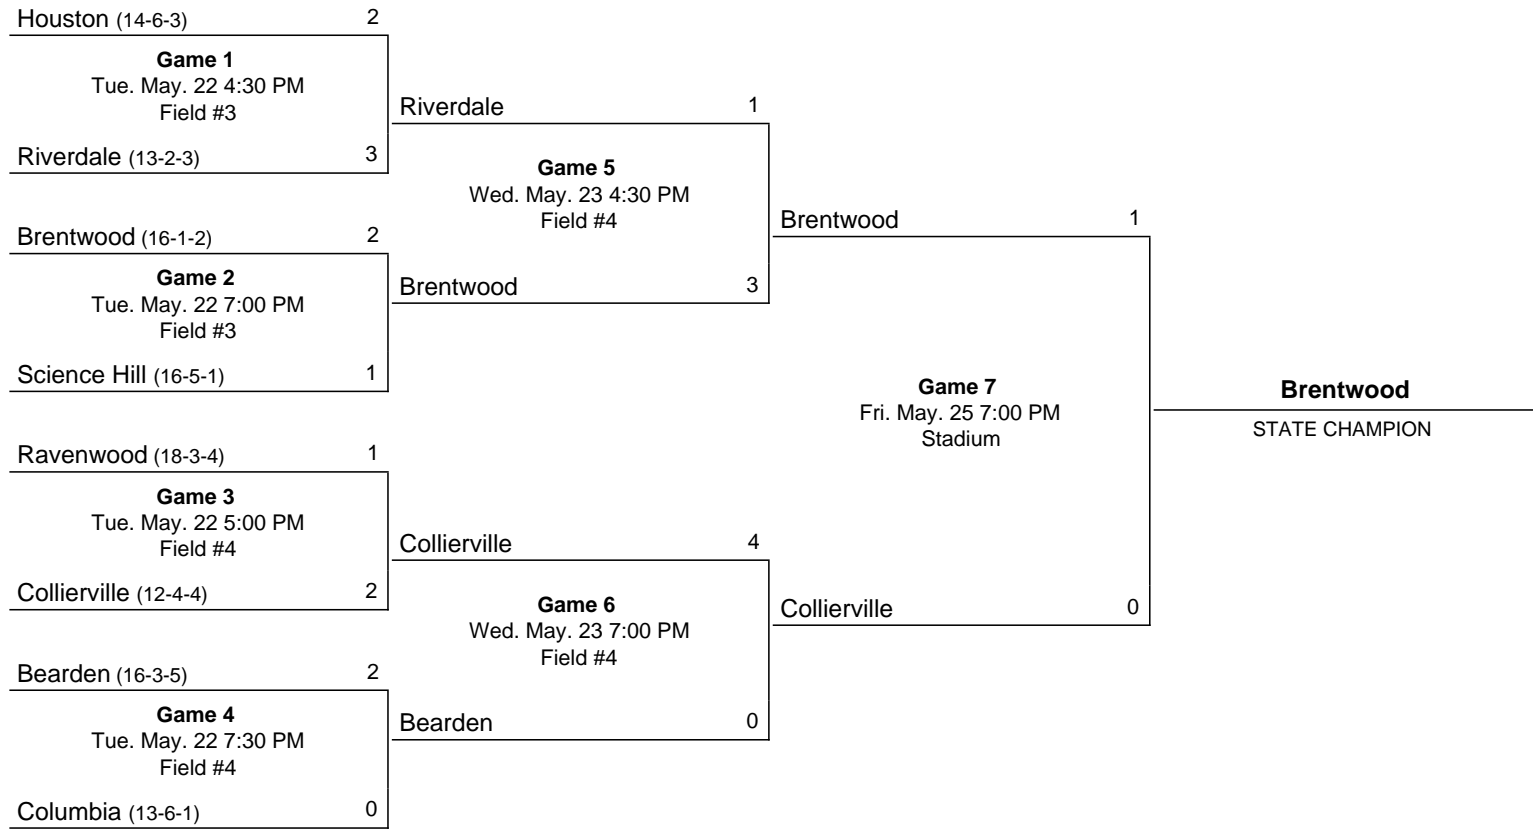 Houston (14-6-3) 2
Game 1
Tue. May. 22 4:30 PM
Field #3
Riverdale (13-2-3) 3
Brentwood (16-1-2) 2
Game 2
Tue. May. 22 7:00 PM
Field #3
Science Hill (16-5-1) 1
Ravenwood (18-3-4) 1
Game 3
Tue. May. 22 5:00 PM
Field #4
Collierville (12-4-4) 2
Bearden (16-3-5) 2
Game 4
Tue. May. 22 7:30 PM
Field #4
Columbia (13-6-1) 0
Riverdale 1
Game 5
Wed. May. 23 4:30 PM
Field #4
Brentwood 3
Collierville 4
Game 6
Wed. May. 23 7:00 PM
Field #4
Bearden 0
Brentwood 1
Game 7
Fri. May. 25 7:00 PM
Stadium
Collierville 0
Brentwood
STATE CHAMPION